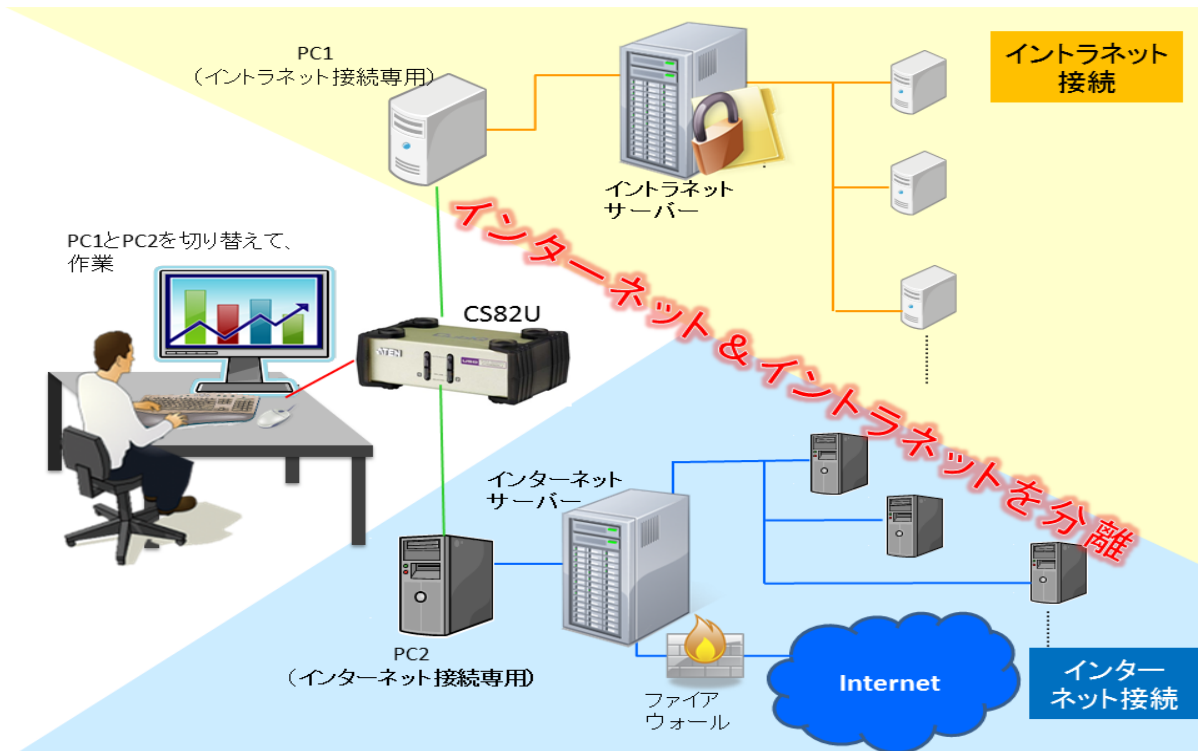 PC1
（イントラネット接続専用）
イントラネット
接続
イントラネット
サーバー
PC1とPC2を切り替えて、
作業
CS82U
ATEN
インターネット＆イントラネットを分離
インターネット
サーバー
PC2
（インターネット接続専用）
ファイア
ウォール
Internet
インター
ネット接続